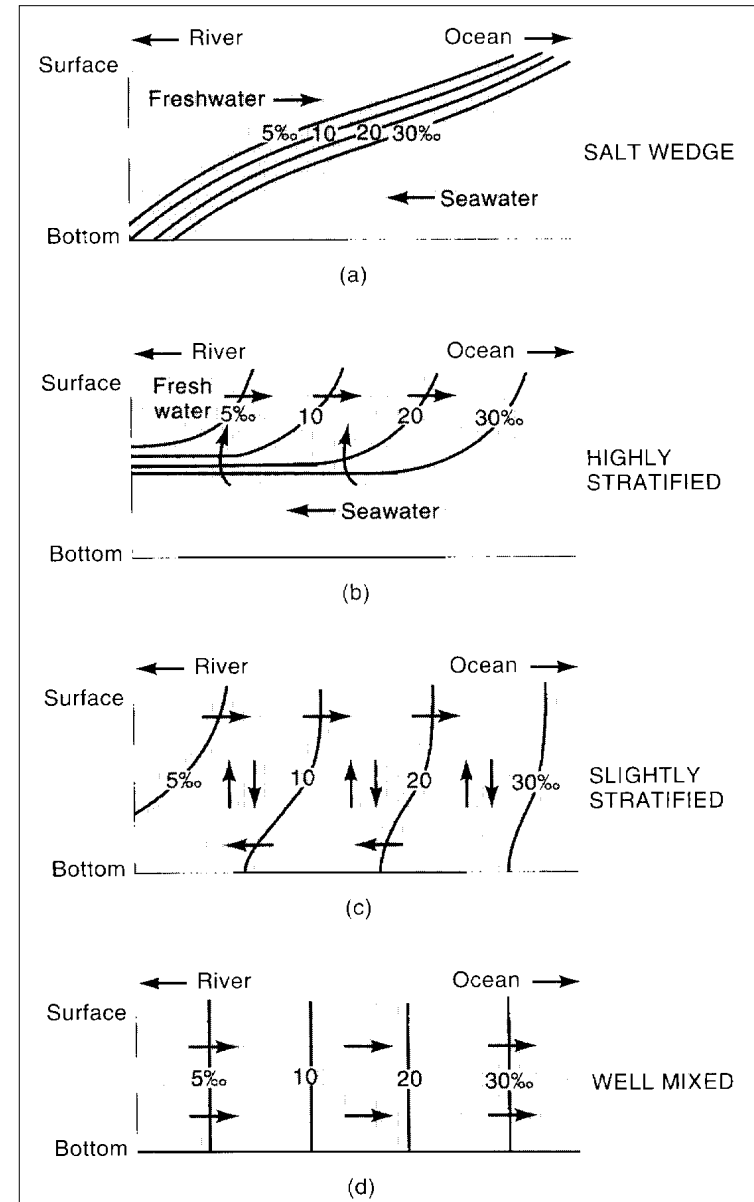 River Ocean
Surface
Freshwater
5‰ 10 20 30‰
SALT WEDGE
Seawater
Bottom
(a)
River Ocean
Surface
Fresh
water
5‰ 10 20 30‰
HIGHLY
STRATIFIED
Seawater
Bottom
(b)
River Ocean
Surface
5‰ 10 20 30‰
SLIGHTLY
STRATIFIED
Bottom
(c)
River Ocean
Surface
5‰ 10 20 30‰
WELL MIXED
Bottom
(d)